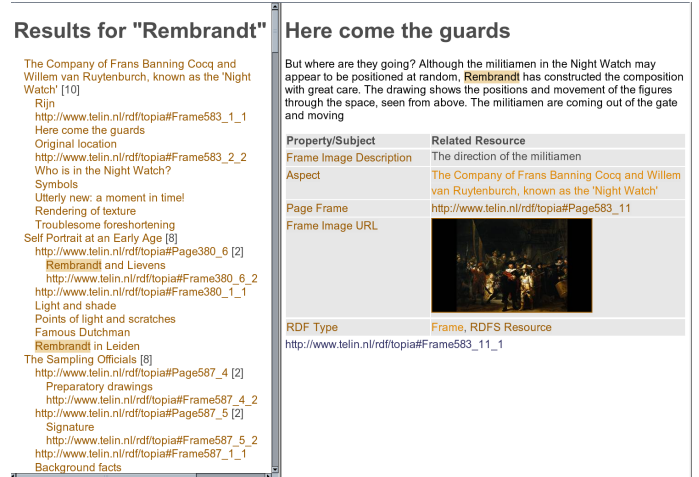 Results for "Rembrandt"
The Company of Frans Banning Cocq and
Willem van Ruytenburch, known as the 'Night
Watch' [10]
Rijn
http://www.telin.nl/rdf/topia#Frame583_1_1
Here come the guards
Original location
http://www.telin.nl/rdf/topia#Frame583_2_2
Who is in the Night Watch?
Symbols
Utterly new: a moment in time!
Rendering of texture
Troublesome foreshortening
Self Portrait at an Early Age [8]
http://www.telin.nl/rdf/topia#Page380_6 [2]
Rembrandt and Lievens
http://www.telin.nl/rdf/topia#Frame380_6_2
http://www.telin.nl/rdf/topia#Frame380_1_1
Light and shade
Points of light and scratches
Famous Dutchman
Rembrandt in Leiden
The Sampling Officials [8]
http://www.telin.nl/rdf/topia#Page587_4 [2]
Preparatory drawings
http://www.telin.nl/rdf/topia#Frame587_4_2
http://www.telin.nl/rdf/topia#Page587_5 [2]
Signature
http://www.telin.nl/rdf/topia#Frame587_5_2
http://www.telin.nl/rdf/topia#Frame587_1_1
Background facts
Here come the guards
But where are they going? Although the militiamen in the Night Watch may
appear to be positioned at random, Rembrandt has constructed the composition
with great care. The drawing shows the positions and movement of the figures
through the space, seen from above. The militiamen are coming out of the gate
and moving
Property/Subject Related Resource
Frame Image Description The direction of the militiamen
Aspect The Company of Frans Banning Cocq and Willem
van Ruytenburch, known as the 'Night Watch'
Page Frame http://www.telin.nl/rdf/topia#Page583_11
Frame Image URL
RDF Type Frame, RDFS Resource
http://www.telin.nl/rdf/topia#Frame583_11_1